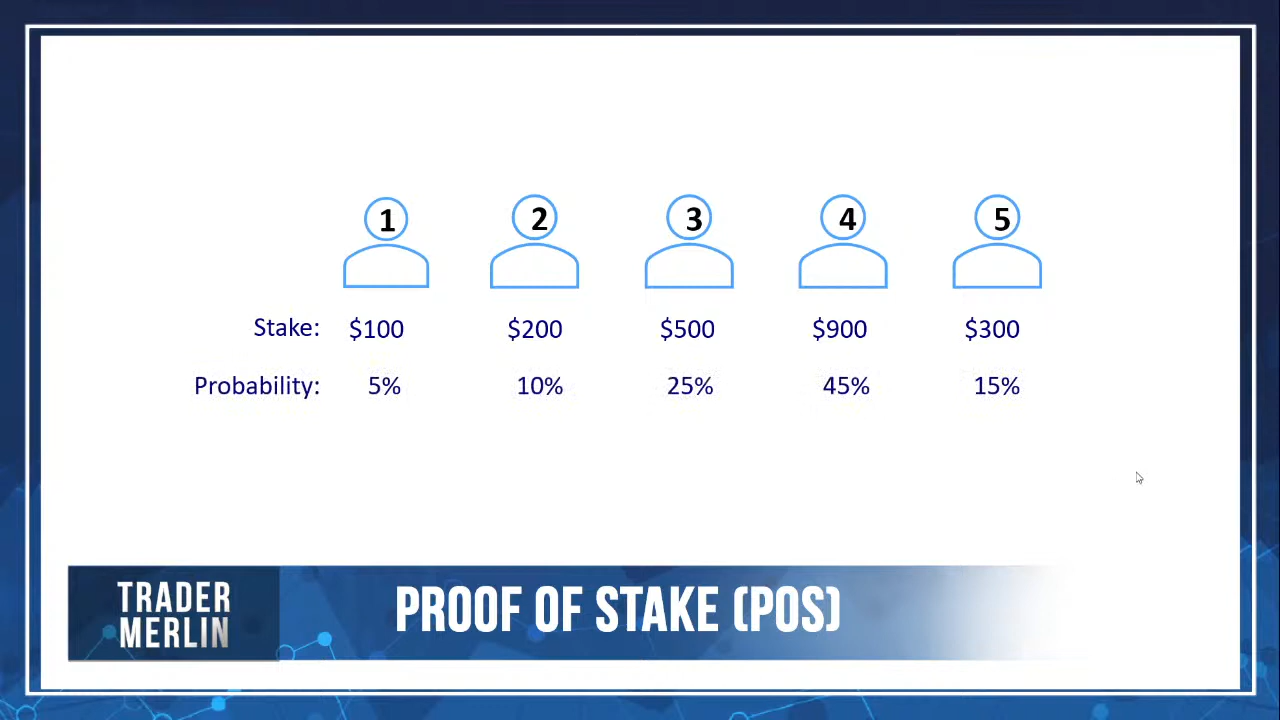 1 2 3 4 5
Stake: $100 $200 $500 $900 $300
Probability: 5% 10% 25% 45% 15%
TRADER
MERLIN
PROOF OF STAKE (POS)